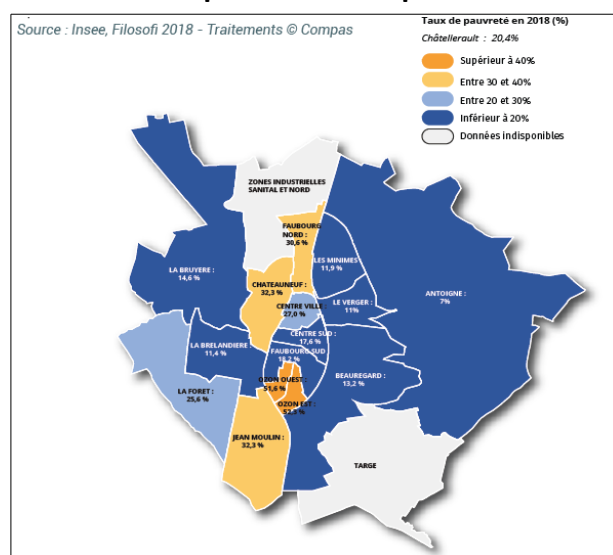 Source : Insee, Filosofi 2018 - Traitements © Compas
Taux de pauvreté en 2018 (%)
Châtellerault : 20,4%
Supérieur à 40%
Entre 30 et 40%
Entre 20 et 30%
Inférieur à 20%
Données indisponibles
ZONES INDUSTRIELLES
SANITAL ET NORD
FAUBOURG
NORD :
30,6 %
LES MINIMES :
11,9 %
LA BRUYERE :
14,6 %
CHATEAUNEUF :
32,3 %
ANTOIGNE :
7%
LE VERGER :
11%
CENTRE VILLE :
27,0 %
CENTRE SUD :
17,6 %
LA BRELANDIERE :
11,4 %
FAUBOURG SUD
BEAUREGARD :
13,2 %
OZON OUEST :
51,6 %
LA FORET :
25,6 %
OZON EST :
JEAN MOULIN :
32,3 %
TARGE